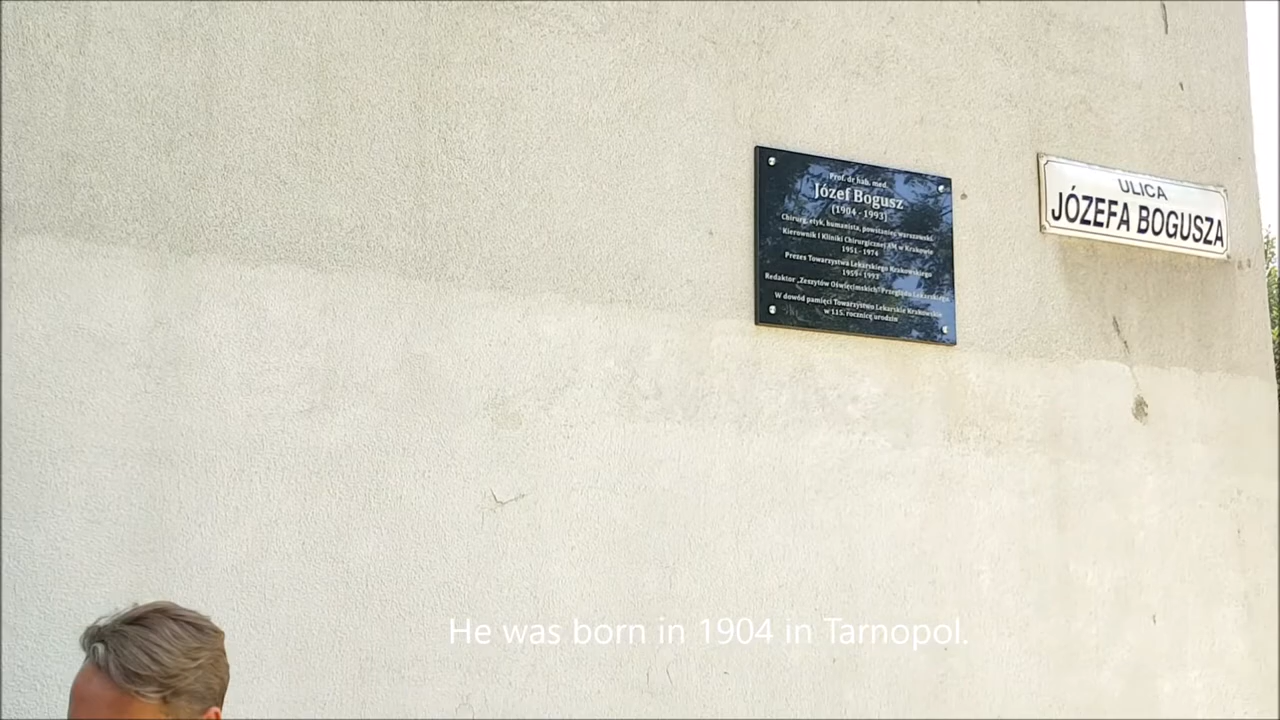 Prof. dr hab. med.
Józef Bogusz
(1904 - 1993)
Chirurg, etyk, humanista, powstaniec warszawski.
Kierownik I Kliniki Chirurgicznej AM w Krakowie
1951 - 1974
Prezes Towarzystwa Lekarskiego Krakowskiego
1959 - 1993
Redaktor „Zeszytów Oświęcimskich" Przeglądu Lekarskiego
W dowód pamięci Towarzystwo Lekarskie Krakowskie
w 115. rocznicę urodzin
ULICA
JÓZEFA BOGUSZA
He was born in 1904 in Tarnopol.